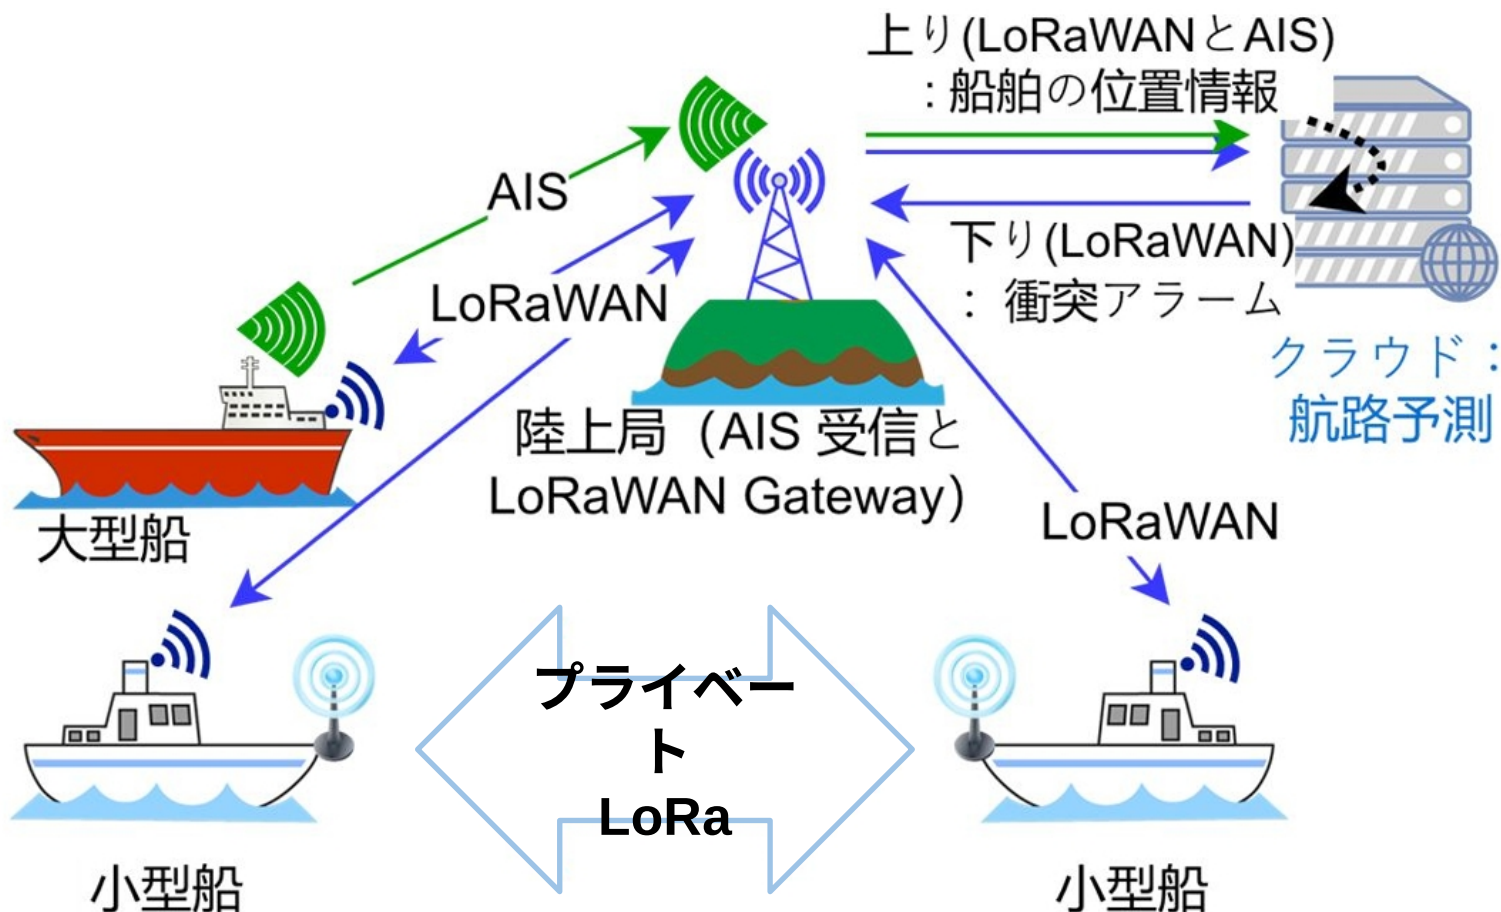 上り(LoRaWANとAIS)
：船舶の位置情報
AIS
下り(LoRaWAN)
： 衝突アラーム
LoRaWAN
クラウド：
航路予測
陸上局（AIS 受信と
LoRaWAN Gateway）
大型船
LoRaWAN
プライベー
ト
LoRa
小型船
小型船